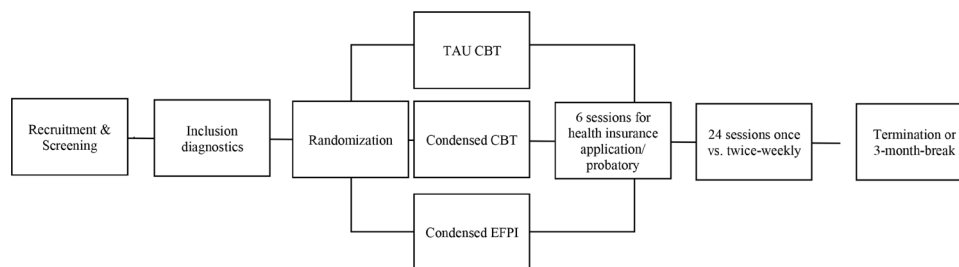 TAU CBT
Recruitment &
Screening
Inclusion
diagnostics
Randomization
Condensed CBT
6 sessions for
health insurance
application/
probatory
24 sessions once
vs. twice-weekly
Termination or
3-month-break
Condensed EFPI